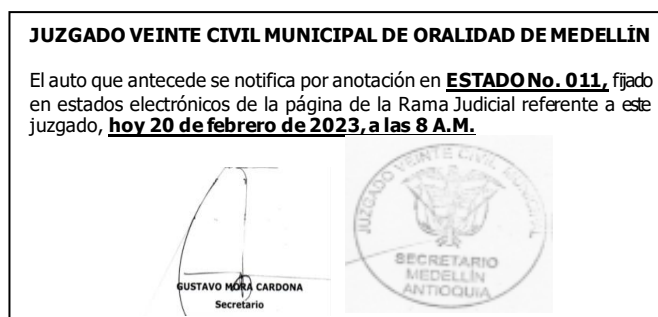 JUZGADO VEINTE CIVIL MUNICIPAL DE ORALIDAD DE MEDELLÍN
El auto que antecede se notifica por anotación en ESTADO No. 011, fijado
en estados electrónicos de la página de la Rama Judicial referente a este
juzgado, hoy 20 de febrero de 2023, a las 8 A.M.
GUSTAVO MORA CARDONA
Secretario
JUZGADO VEINTE CIVIL MUNICIPAL
SECRETARIO
MEDELLÍN
ANTIOQUIA